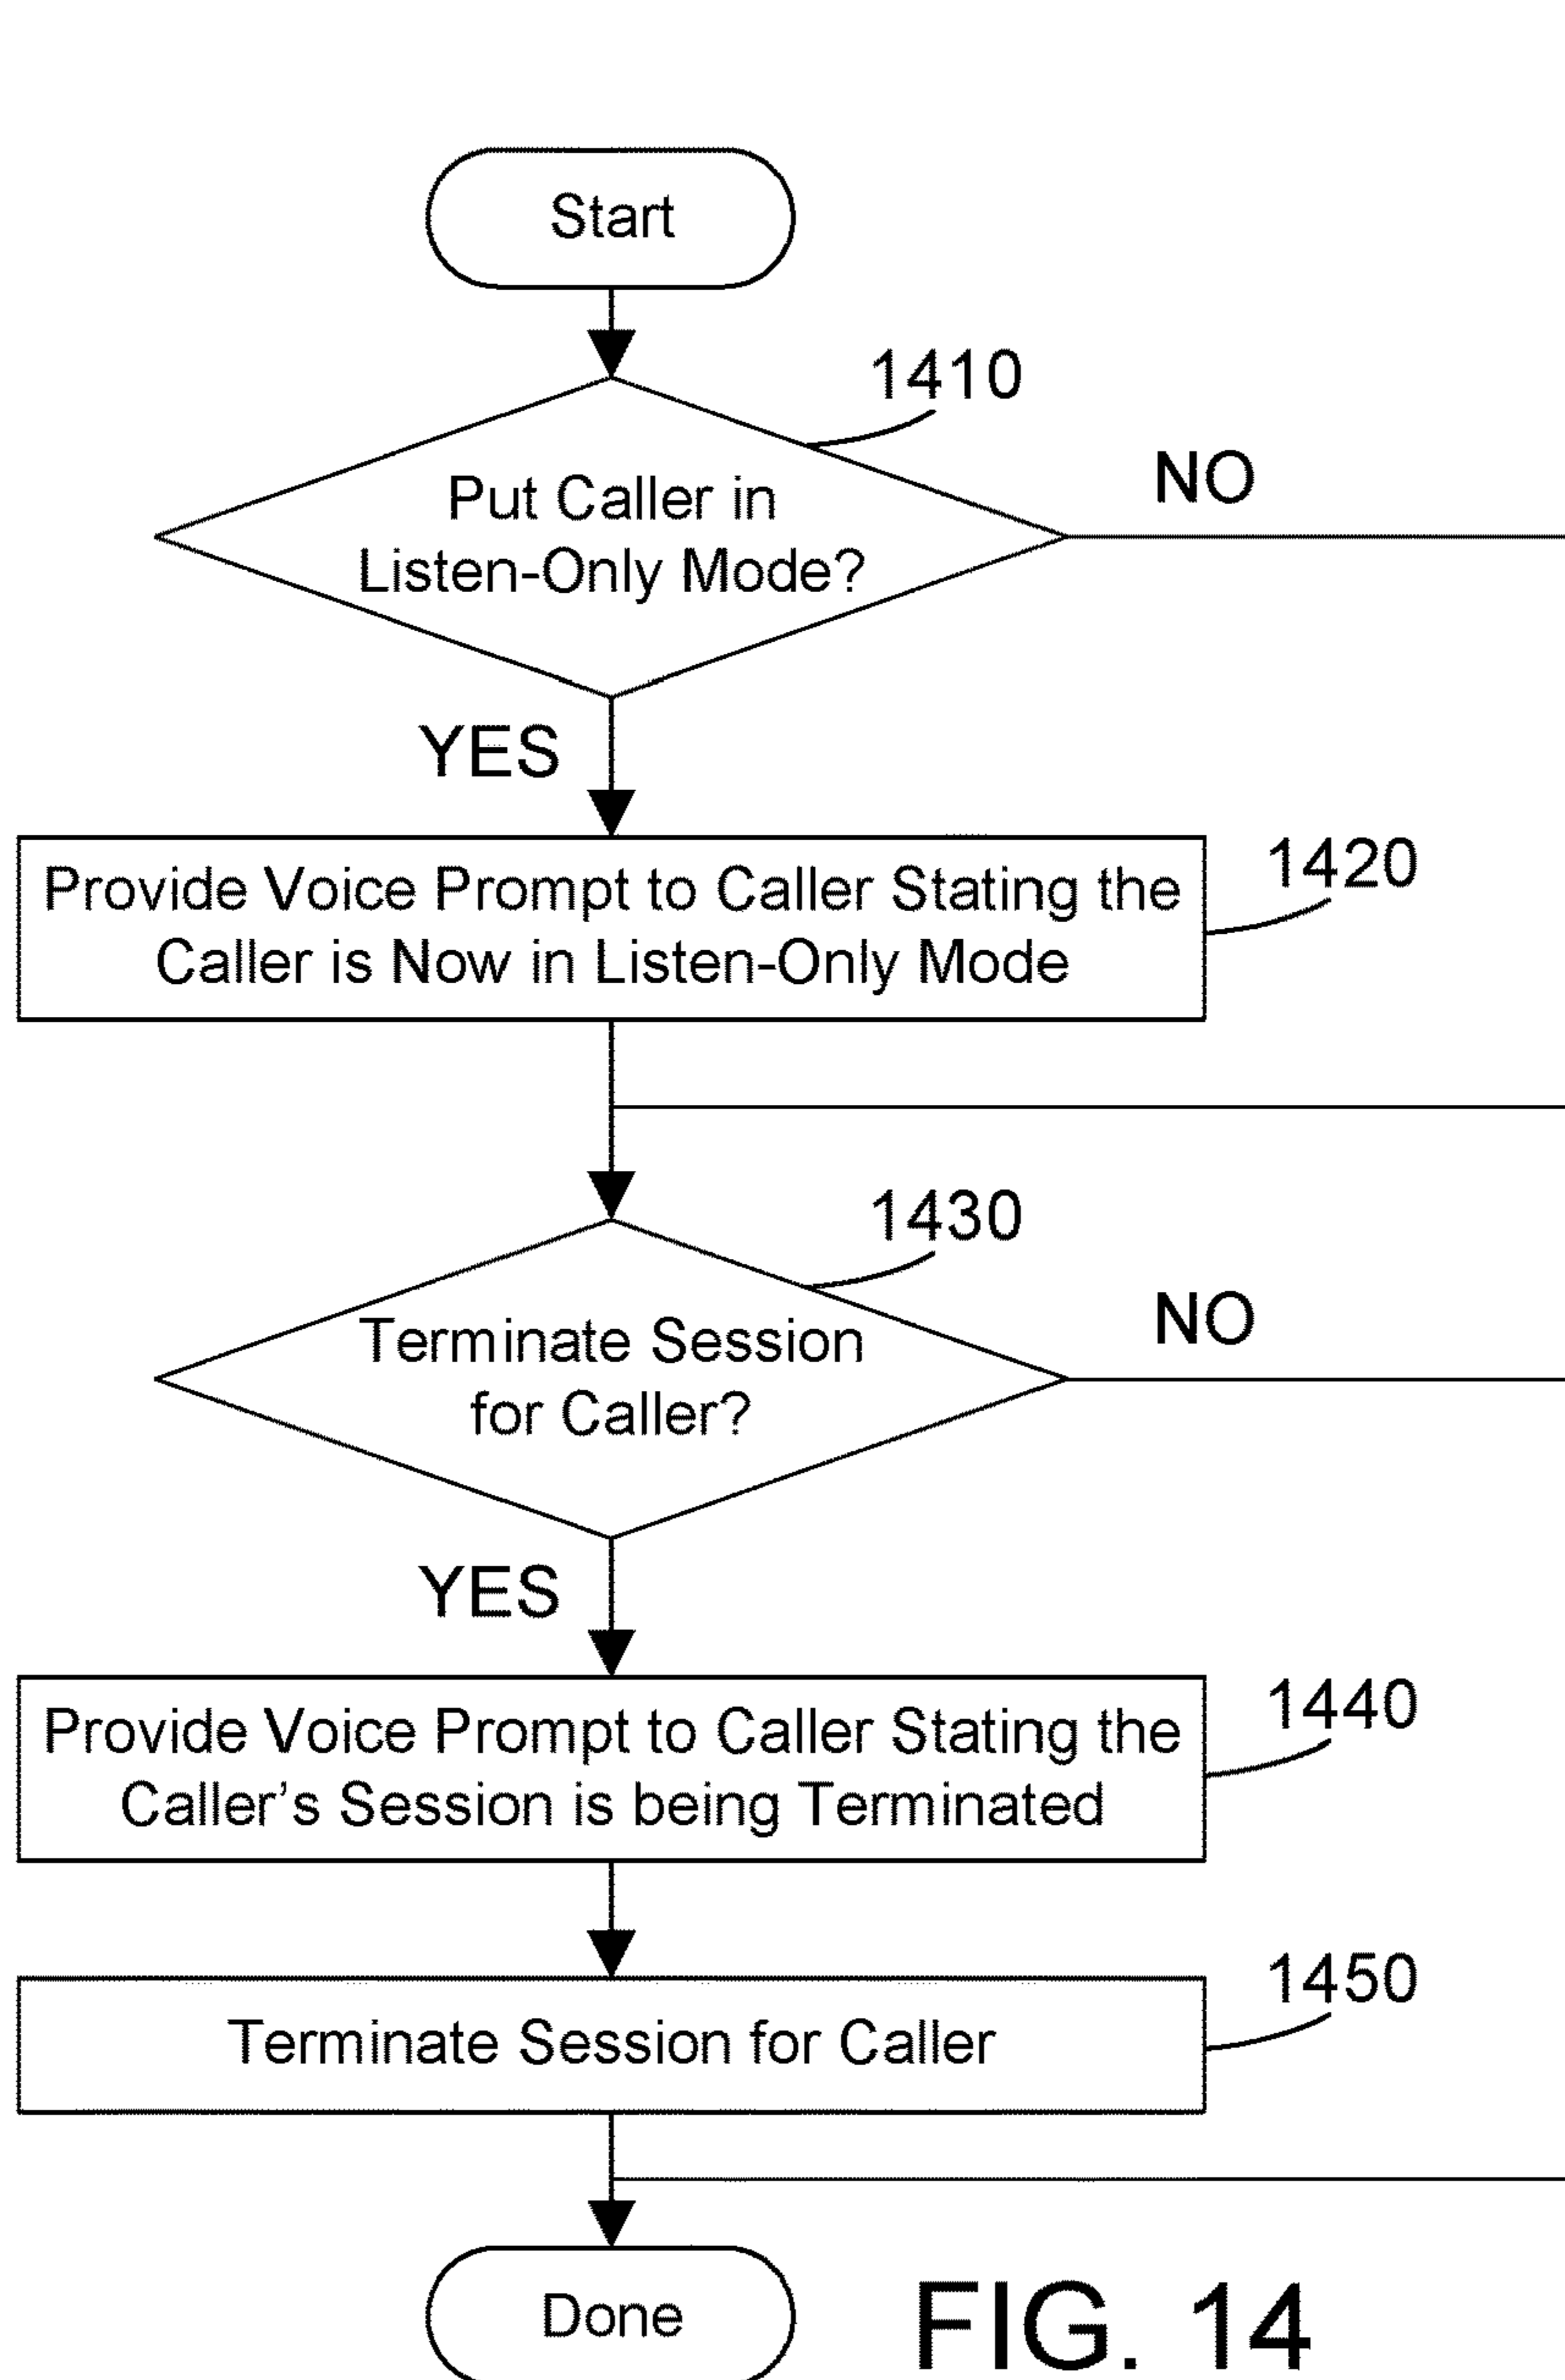 Start
1410
Put Caller in
Listen-Only Mode?
NO
YES
1420
Provide Voice Prompt to Caller Stating the
Caller is Now in Listen-Only Mode
1430
Terminate Session
for Caller?
NO
YES
1440
Provide Voice Prompt to Caller Stating the
Caller’s Session is being Terminated
1450
Terminate Session for Caller
Done
FIG. 14